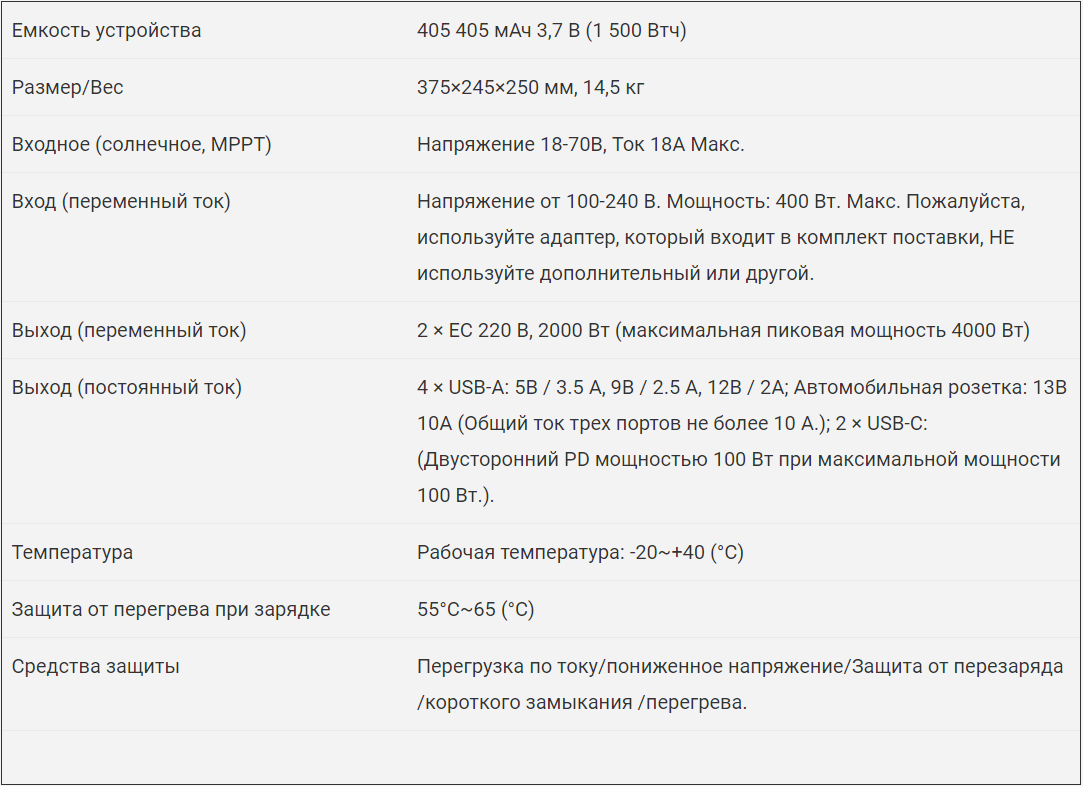 Емкость устройства
405 405 мАч 3,7 В (1 500 Втч)
Размер/Вес
375×245×250 мм, 14,5 кг
Входное (солнечное, МРРТ)
Напряжение 18-70В, Ток 18А Макс.
Вход (переменный ток)
Напряжение от 100-240 В. Мощность: 400 Вт. Макс. Пожалуйста,
используйте адаптер, который входит в комплект поставки, НЕ
используйте дополнительный или другой.
Выход (переменный ток)
2 × ЕС 220 В, 2000 Вт (максимальная пиковая мощность 4000 Вт)
Выход (постоянный ток)
4 × USB-A: 5В / 3.5 А, 9В / 2.5 А, 12В / 2А; Автомобильная розетка: 13В
10А (Общий ток трех портов не более 10 А.); 2 × USB-C:
(Двусторонний PD мощностью 100 Вт при максимальной мощности
100 Вт.).
Температура
Рабочая температура: -20~+40 (°C)
Защита от перегрева при зарядке
55°C~65 (°C)
Средства защиты
Перегрузка по току/пониженное напряжение/Защита от перезаряда
/короткого замыкания /перегрева.